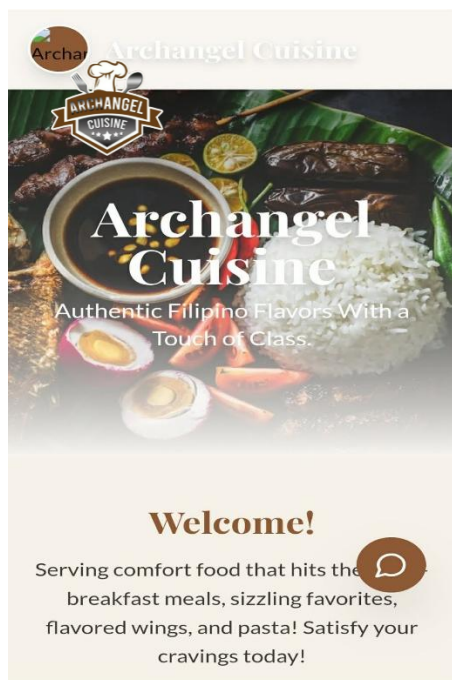 Archar
Archangel Cuisine
ARCHANGEL
CUISINE
Archangel
Cuisine
Authentic Filipino Flavors With a
Touch of Class.
Welcome!
Serving comfort food that hits the
breakfast meals, sizzling favorites,
flavored wings, and pasta! Satisfy your
cravings today!